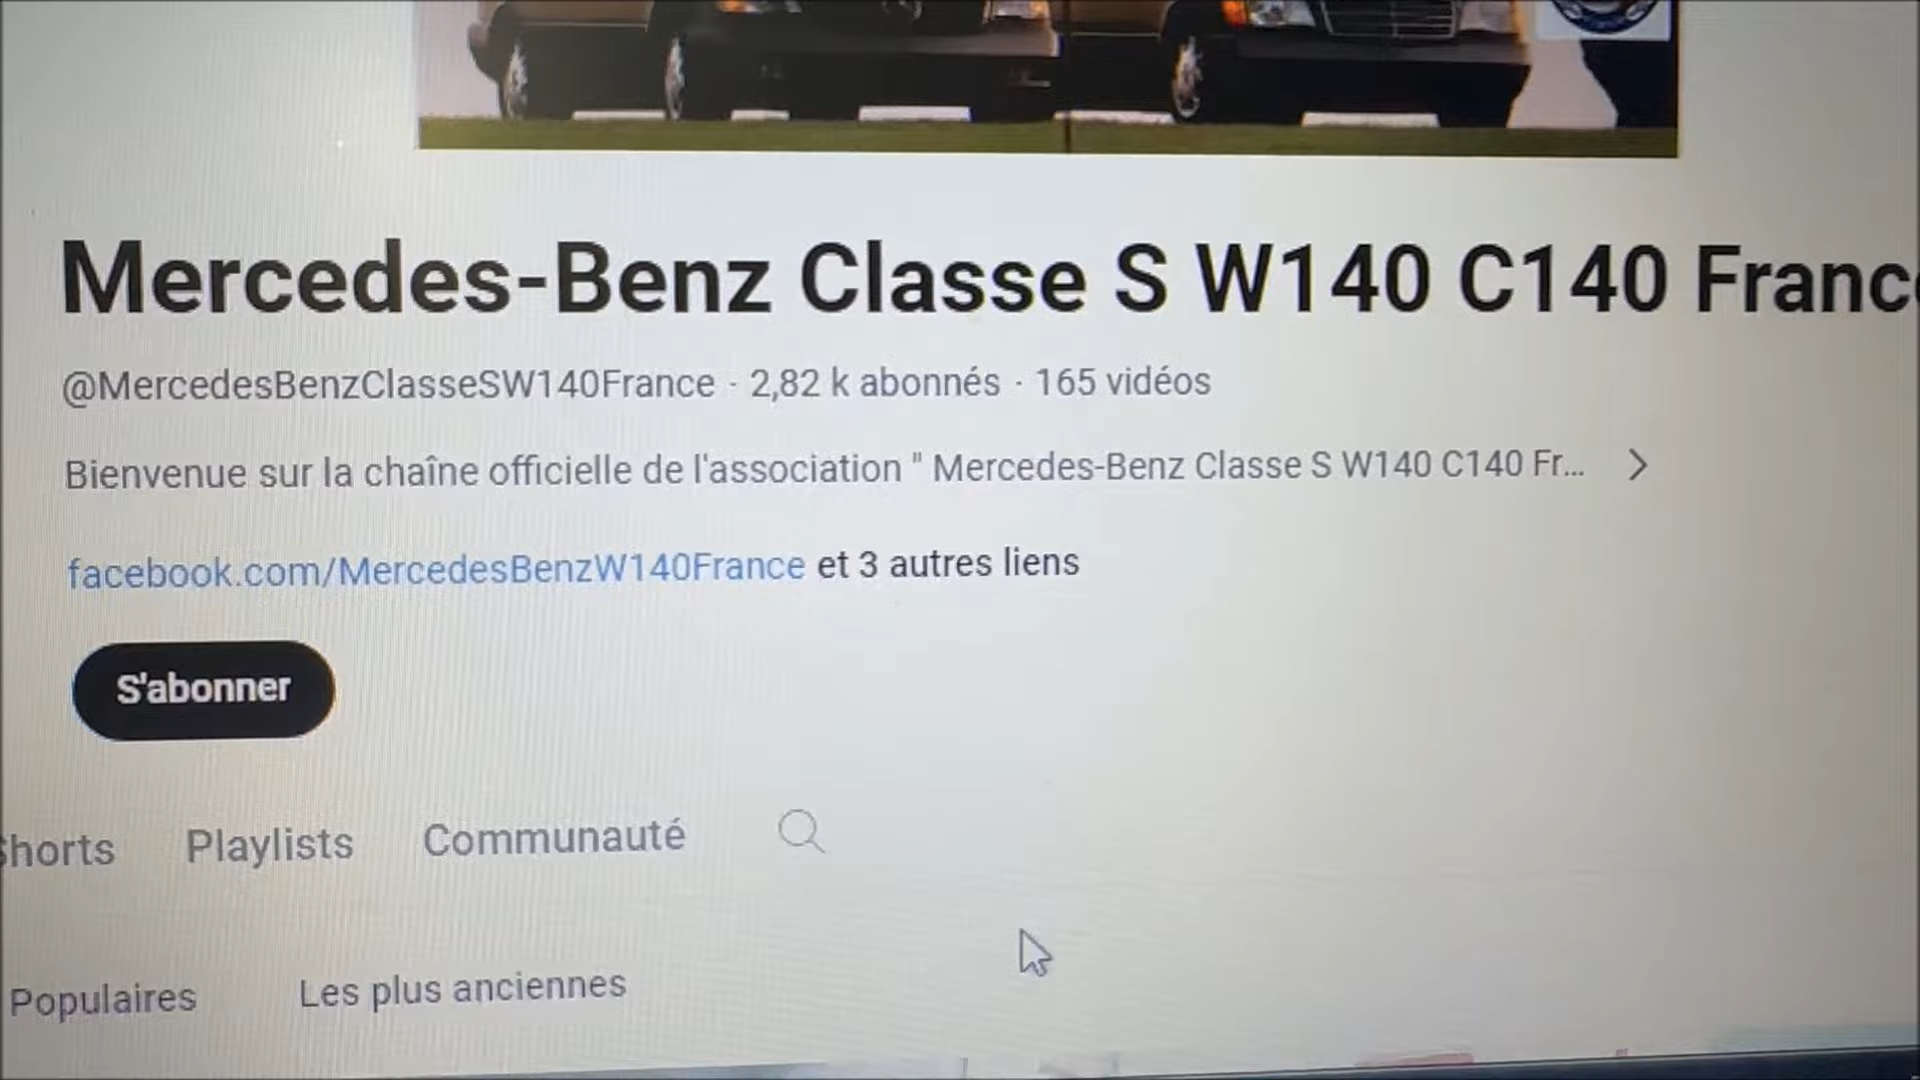 Mercedes-Benz Classe S W140 C140 Franc
@MercedesBenzClasseSW140France · 2,82 k abonnés · 165 vidéos
Bienvenue sur la chaîne officielle de l'association " Mercedes-Benz Classe S W140 C140 Fr...
facebook.com/MercedesBenzW140France et 3 autres liens
S'abonner
Shorts Playlists Communauté
Populaires Les plus anciennes